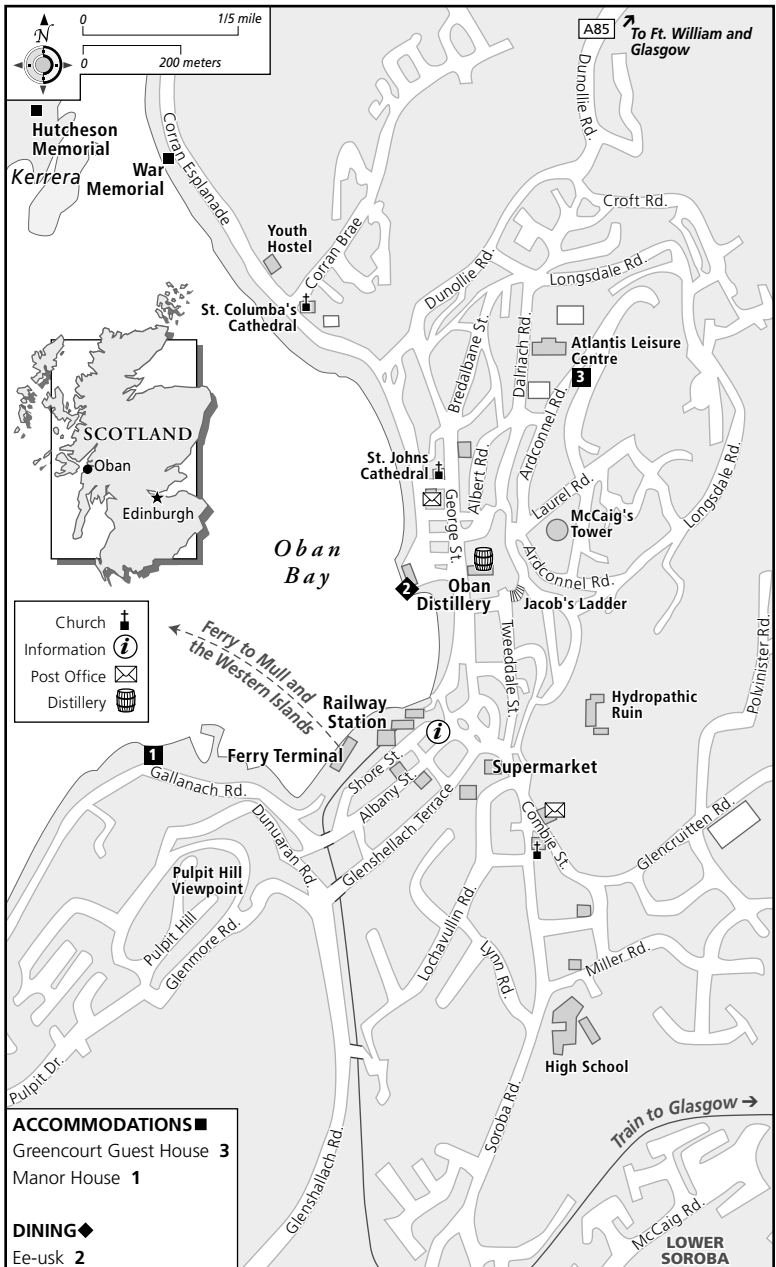 N
0 1/5 mile
0 200 meters
A85
To Ft. William and
Glasgow
Dunollie Rd.
Hutcheson
Memorial
Kerrera
War
Memorial
Corran Esplanade
Croft Rd.
Youth
Hostel
Corran Brae
Dunollie Rd.
Longsdale Rd.
St. Columba's
Cathedral
Bredalbane St.
Dalriach Rd.
Atlantis Leisure
Centre
3
SCOTLAND
Oban
Edinburgh
St. Johns
Cathedral
Albert Rd.
Ardconnel Rd.
Laurel Rd.
Longsdale Rd.
George St.
McCaig's
Tower
Oban
Bay
2
Oban
Distillery
Ardconnel Rd.
Jacob's Ladder
Church
Information i
Post Office
Distillery
Ferry to Mull and
the Western Islands
Tweeddale St.
Polvinister Rd.
Railway
Station
i
Hydropathic
Ruin
1
Ferry Terminal
Shore St.
Supermarket
Gallanach Rd.
Albany St.
Dunuaran Rd.
Glenshellach Terrace
Combie St.
Glencruitten Rd.
Pulpit Hill
Viewpoint
Pulpit Hill
Glenmore Rd.
Lochavullin Rd.
Lynn Rd.
Miller Rd.
High School
Pulpit Dr.
Soroba Rd.
Train to Glasgow
Glenshallach Rd.
McCaig Rd.
LOWER
SOROBA
ACCOMMODATIONS
Greencourt Guest House 3
Manor House 1
DINING
Ee-usk 2